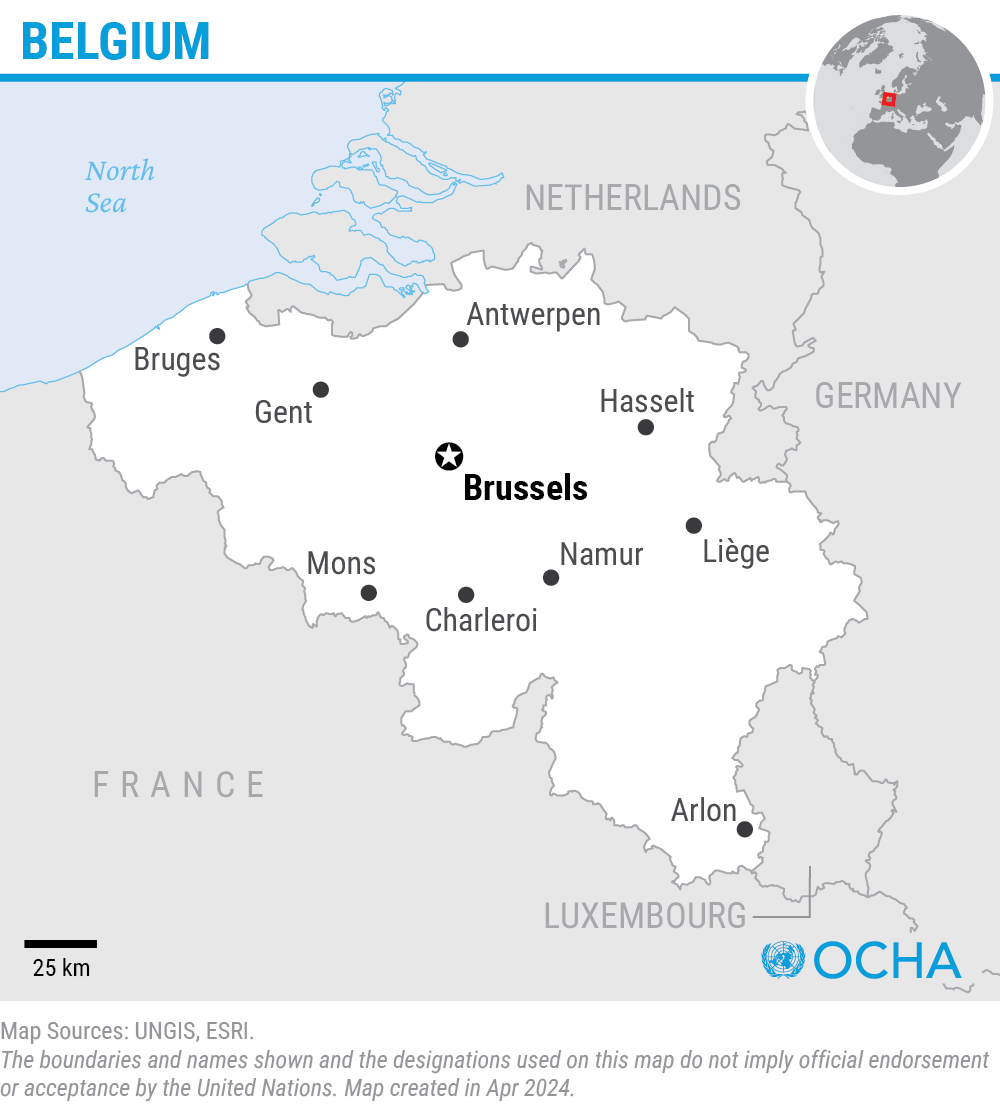 BELGIUM
North
Sea
NETHERLANDS
Antwerpen
Bruges
GERMANY
Hasselt
Gent
Brussels
Liège
Namur
Mons
Charleroi
FRANCE
Arlon
LUXEMBOURG
OCHA
25 km
Map Sources: UNGIS, ESRI.
The boundaries and names shown and the designations used on this map do not imply official endorsement
or acceptance by the United Nations. Map created in Apr 2024.